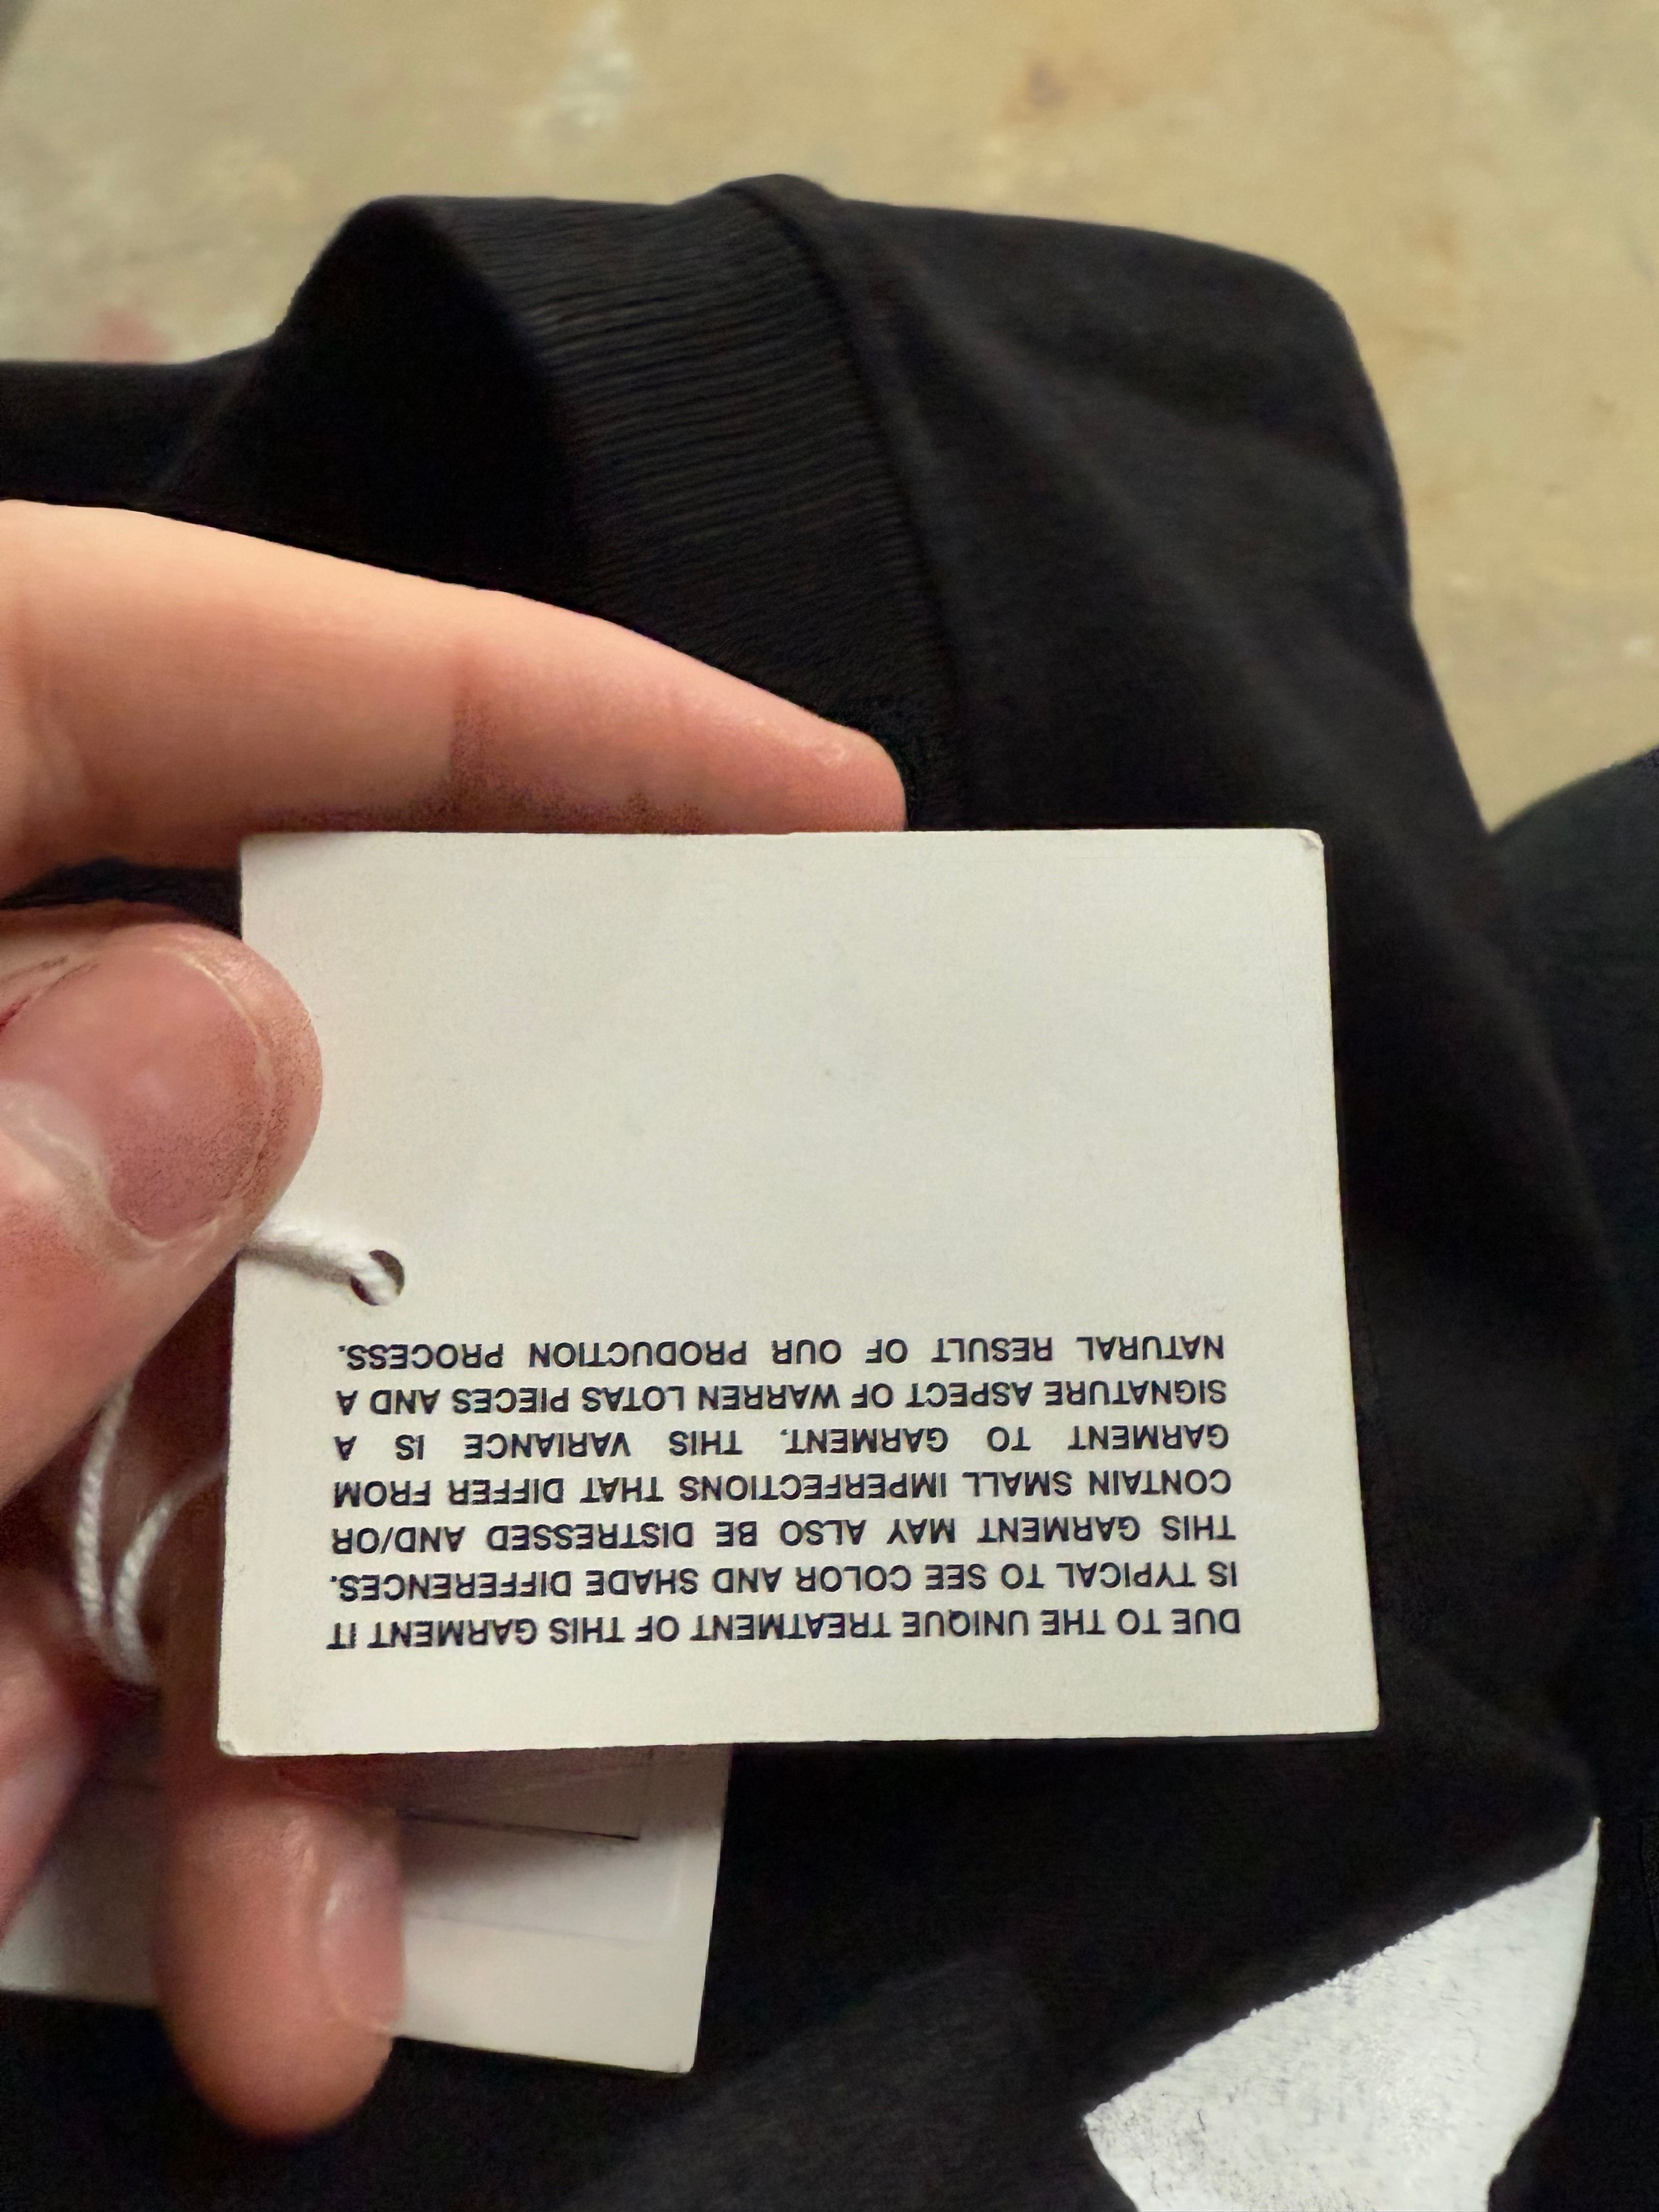 DUE TO THE UNIQUE TREATMENT OF THIS GARMENT IT
IS TYPICAL TO SEE COLOR AND SHADE DIFFERENCES.
THIS GARMENT MAY ALSO BE DISTRESSED AND/OR
CONTAIN SMALL IMPERFECTIONS THAT DIFFER FROM
GARMENT TO GARMENT. THIS VARIANCE IS A
SIGNATURE ASPECT OF WARREN LOTAS PIECES AND A
NATURAL RESULT OF OUR PRODUCTION PROCESS.